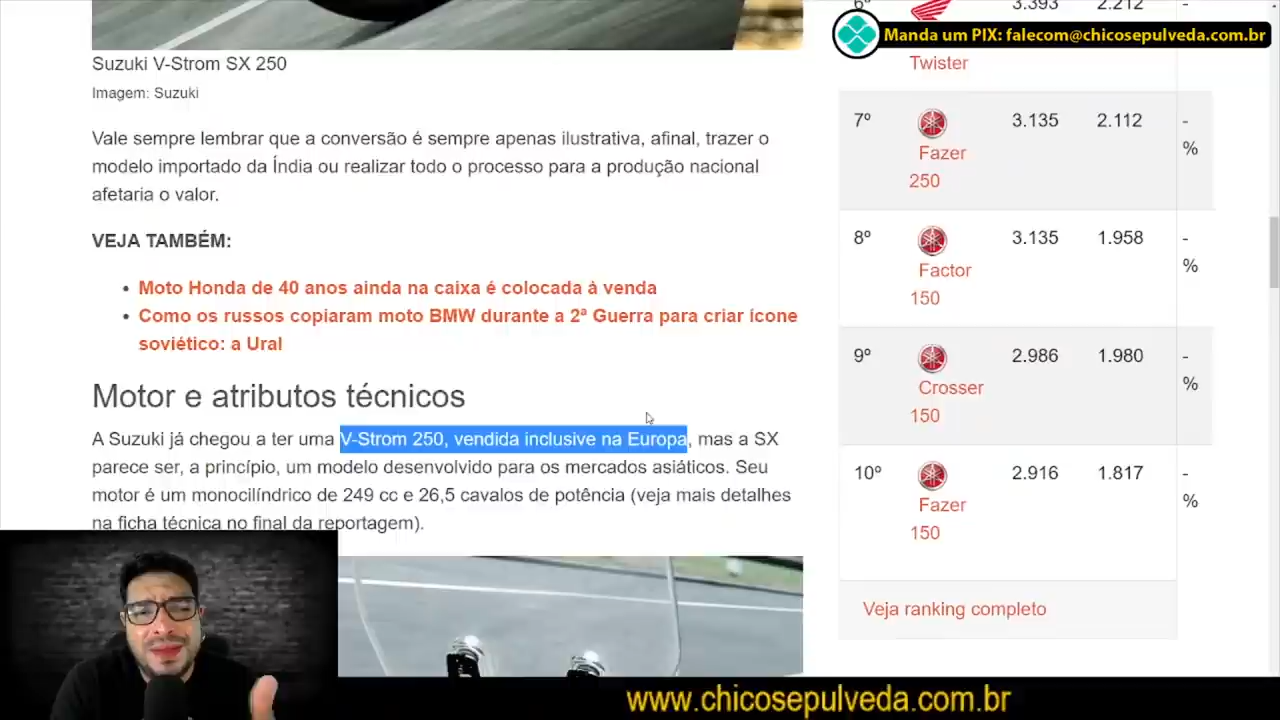 Manda um PIX: falecom@chicosepulveda.com.br
Suzuki V-Strom SX 250
Imagem: Suzuki
Vale sempre lembrar que a conversão é sempre apenas ilustrativa, afinal, trazer o
modelo importado da Índia ou realizar todo o processo para a produção nacional
afetaria o valor.
VEJA TAMBÉM:
• Moto Honda de 40 anos ainda na caixa é colocada à venda
• Como os russos copiaram moto BMW durante a 2ª Guerra para criar ícone
soviético: a Ural
Motor e atributos técnicos
A Suzuki já chegou a ter uma V-Strom 250, vendida inclusive na Europa, mas a SX
parece ser, a princípio, um modelo desenvolvido para os mercados asiáticos. Seu
motor é um monocilíndrico de 249 cc e 26,5 cavalos de potência (veja mais detalhes
na ficha técnica no final da reportagem).
6º 3.393 2.212 -
Twister
7º 3.135 2.112 -
%
Fazer
250
8º 3.135 1.958 -
%
Factor
150
9º 2.986 1.980 -
%
Crosser
150
10º 2.916 1.817 -
%
Fazer
150
Veja ranking completo
www.chicosepulveda.com.br